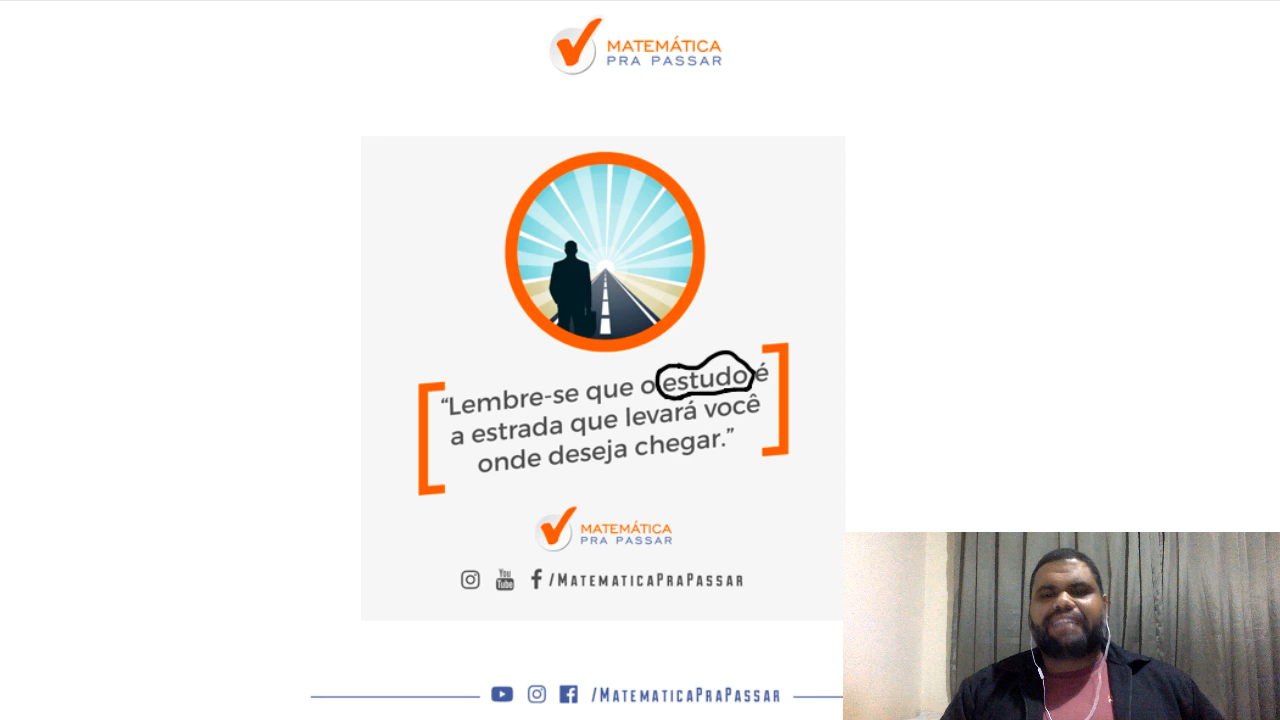 MATEMÁTICA
PRA PASSAR
“Lembre-se que o estudo é
a estrada que levará você
onde deseja chegar.”
MATEMÁTICA
PRA PASSAR
You
Tube
/MATEMATICAPRAPASSAR
/MATEMATICAPRAPASSAR